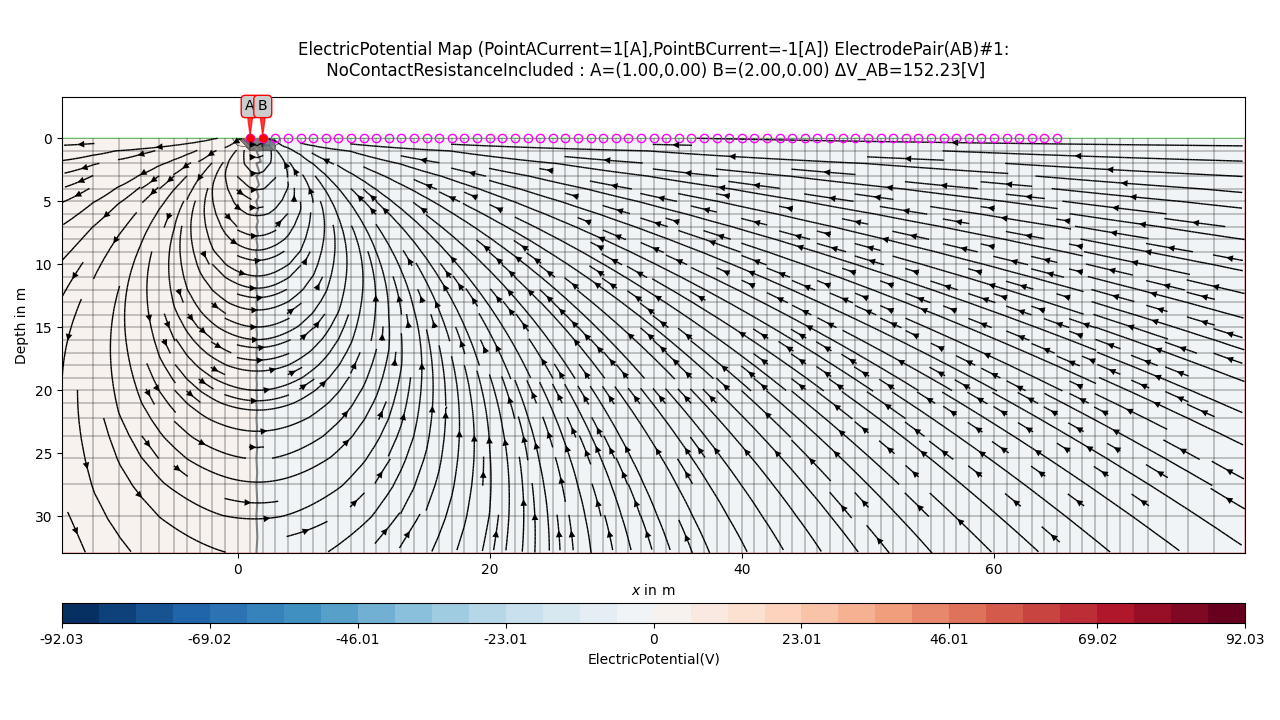 ElectricPotential Map (PointACurrent=1[A],PointBCurrent=-1[A]) ElectrodePair(AB)#1:
NoContactResistanceIncluded : A=(1.00,0.00) B=(2.00,0.00) ΔV_AB=152.23[V]
A B
0
5
10
15
20
25
30
Depth in m
0 20 40 60
x in m
-92.03 -69.02 -46.01 -23.01 0 23.01 46.01 69.02 92.03
ElectricPotential(V)